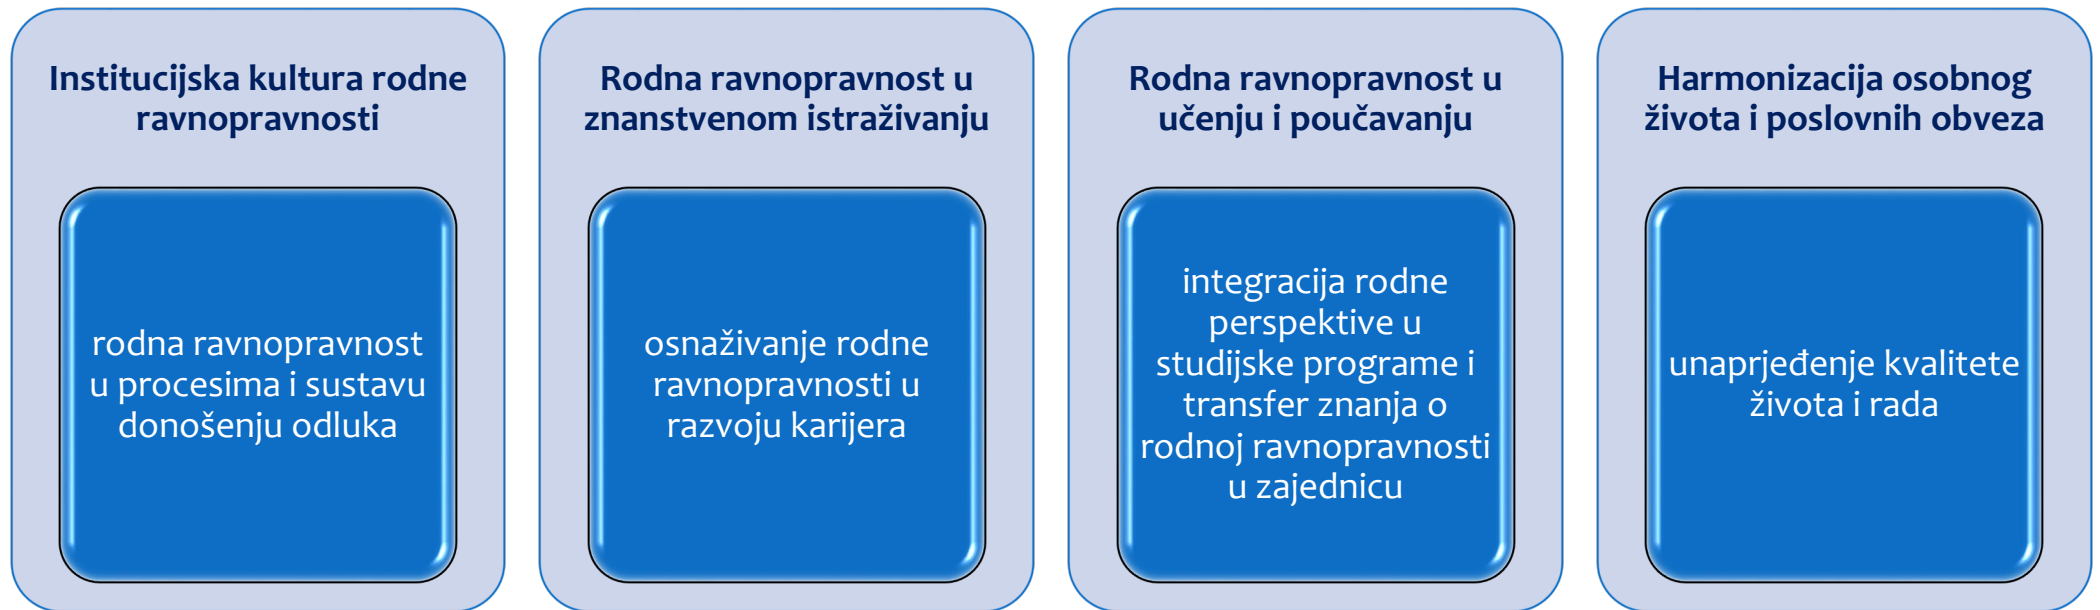 Institucijska kultura rodne
ravnopravnosti
rodna ravnopravnost
u procesima i sustavu
donošenju odluka
Rodna ravnopravnost u
znanstvenom istraživanju
osnaživanje rodne
ravnopravnosti u
razvoju karijera
Rodna ravnopravnost u
učenju i poučavanju
integracija rodne
perspektive u
studijske programe i
transfer znanja o
rodnoj ravnopravnosti
u zajednicu
Harmonizacija osobnog
života i poslovnih obveza
unaprjeđenje kvalitete
života i rada